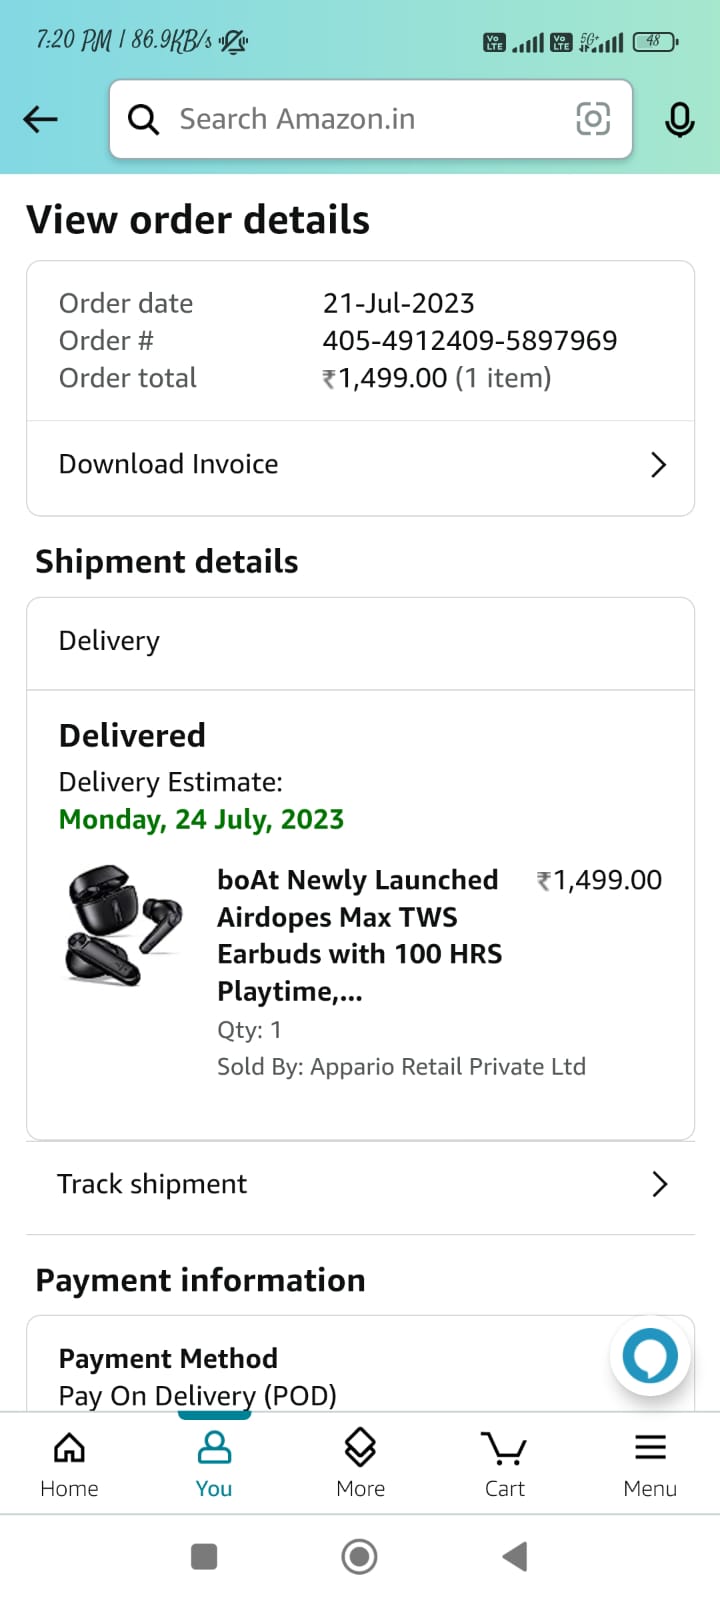 7:20 PM | 86.9KB/s
Vo LTE Vo LTE 5G+ 48
Search Amazon.in
View order details
Order date 21-Jul-2023
Order # 405-4912409-5897969
Order total ₹1,499.00 (1 item)
Download Invoice
Shipment details
Delivery
Delivered
Delivery Estimate:
Monday, 24 July, 2023
boAt Newly Launched ₹1,499.00
Airdopes Max TWS
Earbuds with 100 HRS
Playtime,...
Qty: 1
Sold By: Appario Retail Private Ltd
Track shipment
Payment information
Payment Method
Pay On Delivery (POD)
Home You More Cart Menu